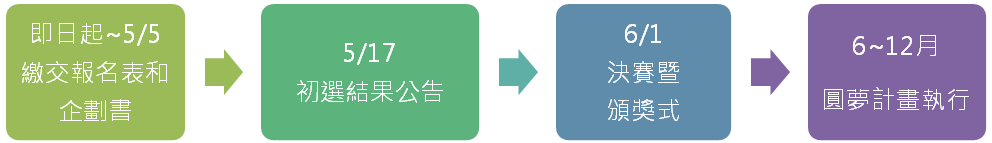 即日起~5/5
繳交報名表和
企劃書
5/17
初選結果公告
6/1
決賽暨
頒獎式
6~12月
圓夢計畫執行